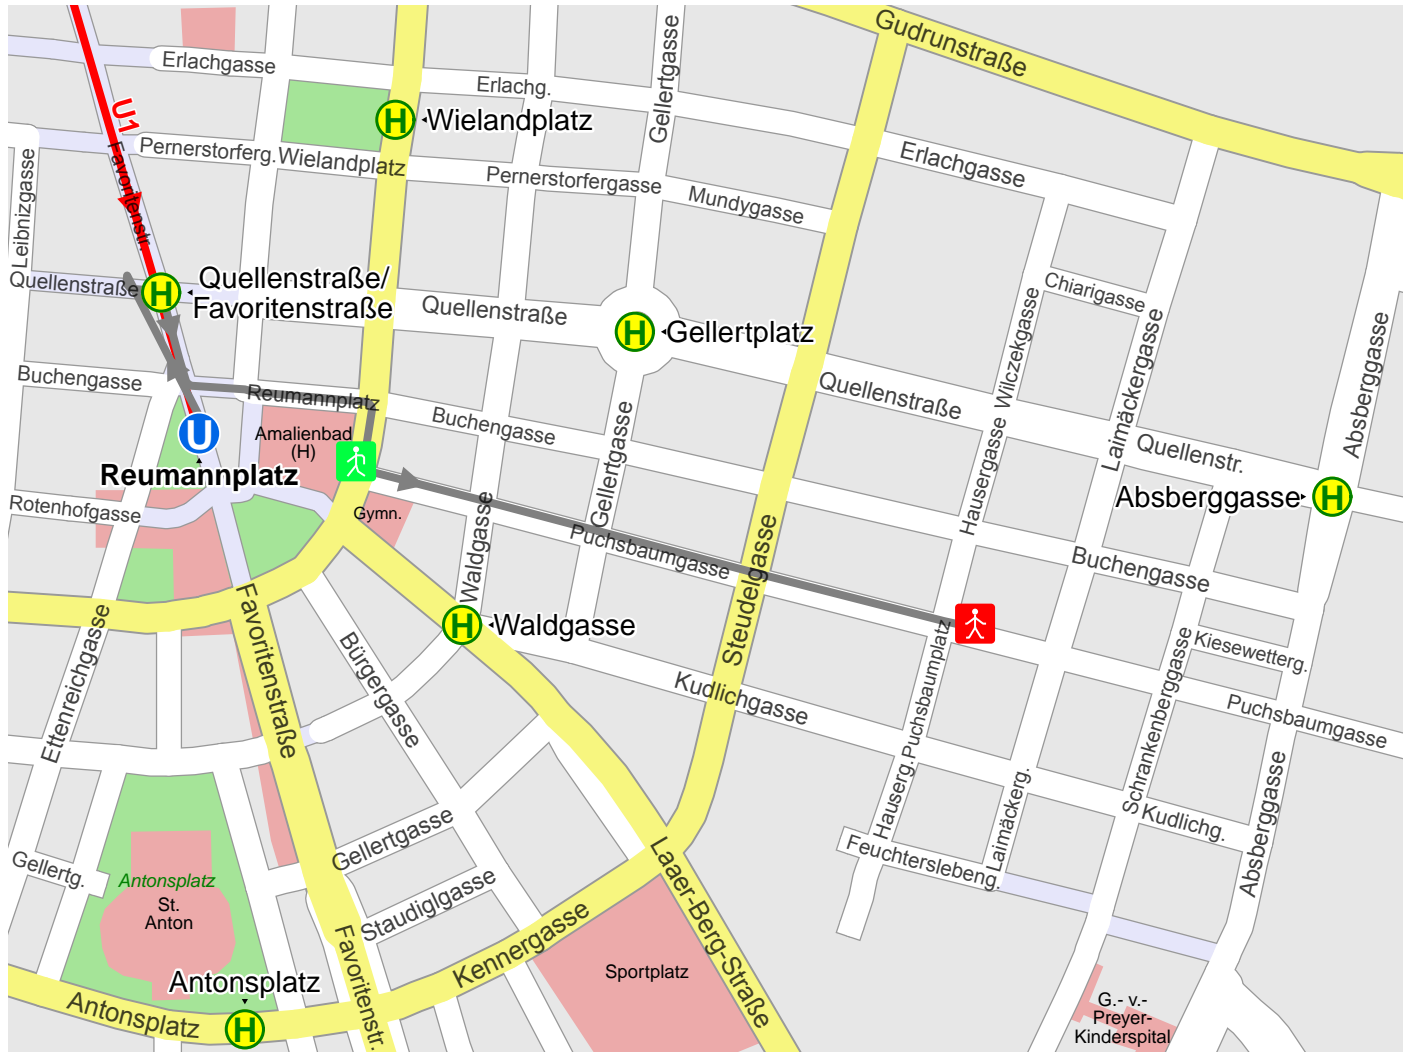 Gudrunstraße
Erlachgasse
Erlachg.
Gellertgasse
U1
H
Wielandplatz
Favoritenstr.
Leibnizgasse
Pernerstorferg.
Wielandplatz
Pernerstorfergasse
Mundygasse
Erlachgasse
Quellenstraße
H
Quellenstraße/
Favoritenstraße
Quellenstraße
H
Gellertplatz
Chiarigasse
Wilczekgasse
Laimäckergasse
Absberggasse
Buchengasse
Reumannplatz
Buchengasse
Quellenstraße
Quellenstr.
U
Reumannplatz
Amalienbad
(H)
Gellertgasse
Hausergasse
Absberggasse
H
Rotenhofgasse
Gymn.
Waldgasse
Puchsbaumgasse
Steudelgasse
Buchengasse
H
Waldgasse
Ettenreichgasse
Favoritenstraße
Bürgergasse
Kudlichgasse
Puchsbaumplatz
Hauserg.
Schrankenberggasse
Kiesewetterg.
Puchsbaumgasse
Absberggasse
Laimäckerg.
Kudlichg.
Feuchterslebeng.
Gellertgasse
Gellertg.
Antonsplatz
St.
Anton
Staudiglgasse
Laaer-Berg-Straße
Kennergasse
Favoritenstr.
Sportplatz
Antonsplatz
Antonsplatz
H
G.- v.-
Preyer-
Kinderspital